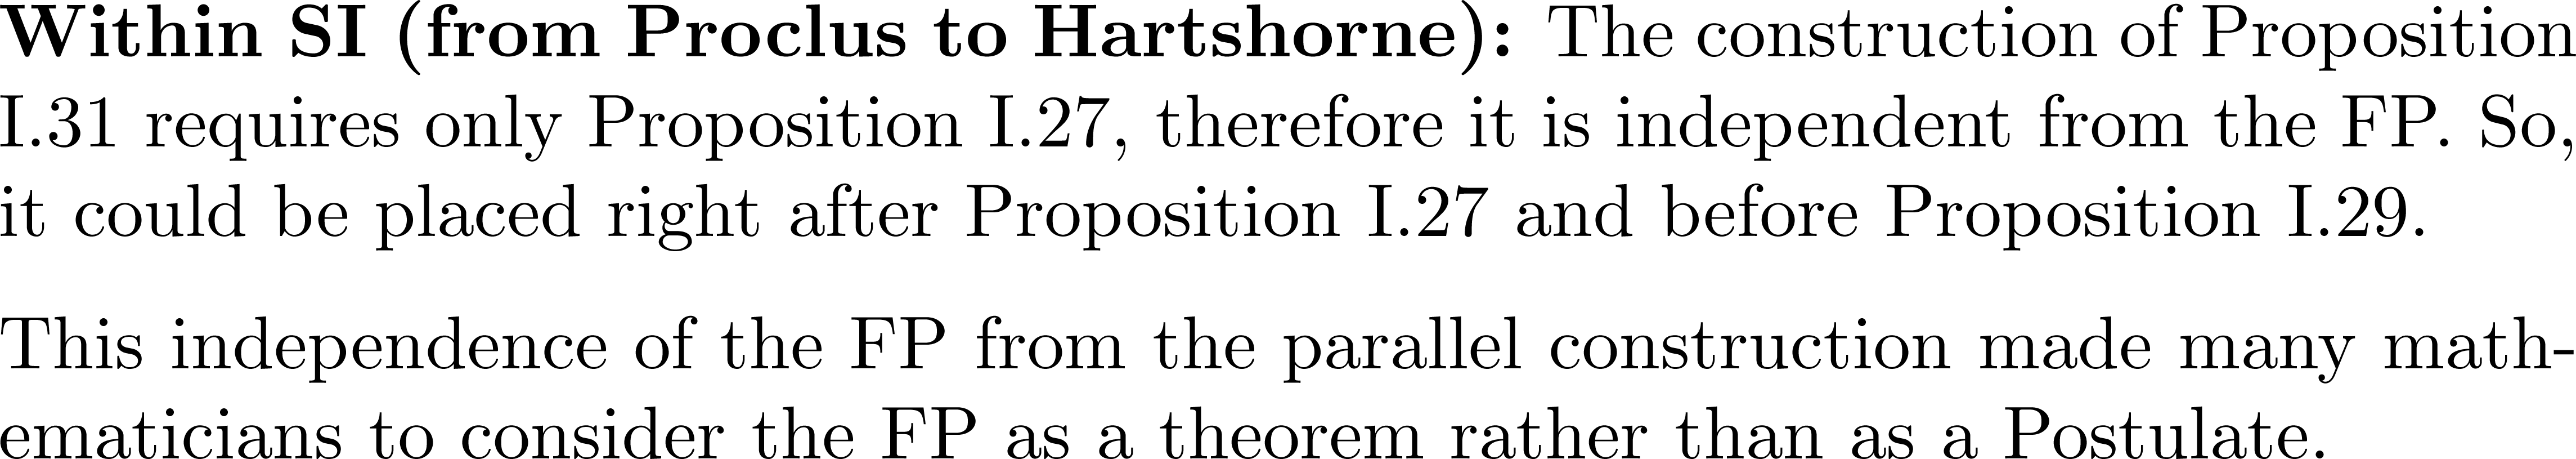 Within SI (from Proclus to Hartshorne): The construction of Proposition
I.31 requires only Proposition I.27, therefore it is independent from the FP. So,
it could be placed right after Proposition I.27 and before Proposition I.29.
This independence of the FP from the parallel construction made many math-
ematicians to consider the FP as a theorem rather than as a Postulate.